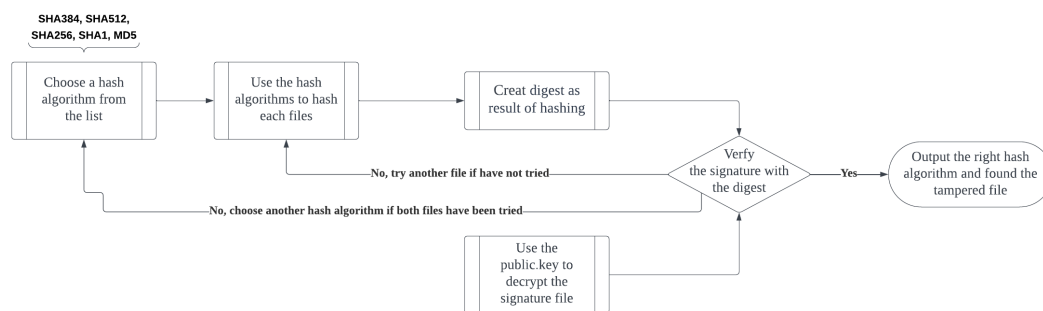 SHA384, SHA512,
SHA256, SHA1, MD5
Choose a hash
algorithm from
the list
Use the hash
algorithms to hash
each files
Creat digest as
result of hashing
Verfy
the signature with
the digest
Yes
Output the right hash
algorithm and found the
tampered file
No, try another file if have not tried
No, choose another hash algorithm if both files have been tried
Use the
public.key to
decrypt the
signature file